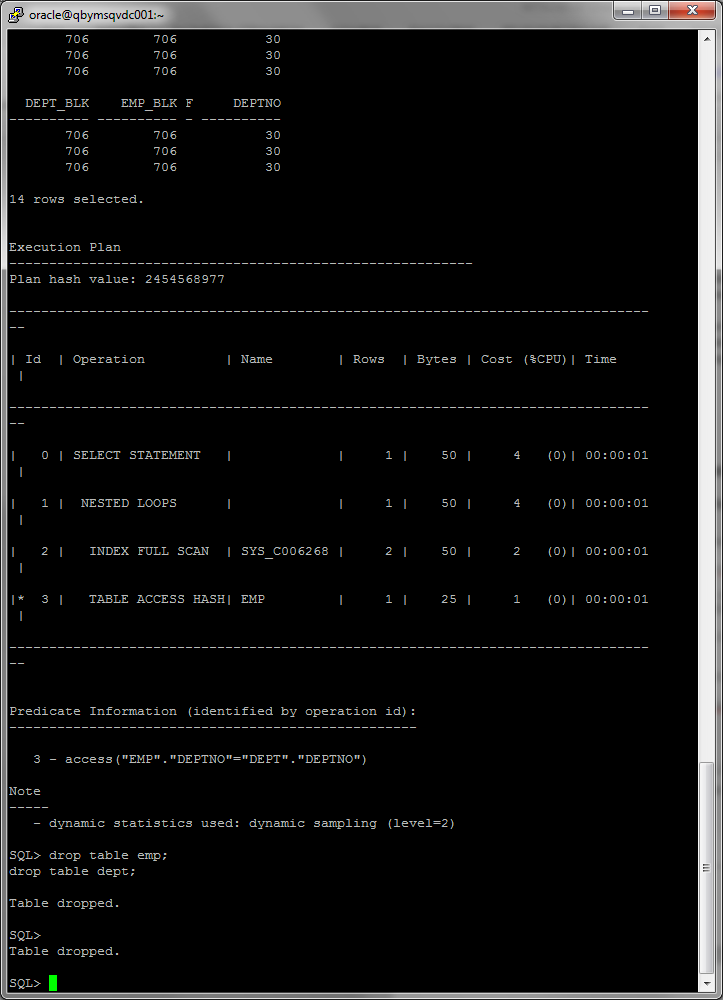 oracle@qbymsqvdc001:~
       706        706           30
       706        706           30
       706        706           30
  DEPT_BLK    EMP_BLK F     DEPTNO
---------- ---------- - ----------
       706        706           30
       706        706           30
       706        706           30
14 rows selected.
Execution Plan
----------------------------------------------------------
Plan hash value: 2454568977
--------------------------------------------------------------------------------
--
| Id  | Operation          | Name        | Rows  | Bytes | Cost (%CPU)| Time
 |
--------------------------------------------------------------------------------
--
|   0 | SELECT STATEMENT   |             |     1 |    50 |     4   (0)| 00:00:01
 |
|   1 |  NESTED LOOPS      |             |     1 |    50 |     4   (0)| 00:00:01
 |
|   2 |   INDEX FULL SCAN  | SYS_C006268 |     2 |    50 |     2   (0)| 00:00:01
 |
|*  3 |   TABLE ACCESS HASH| EMP         |     1 |    25 |     1   (0)| 00:00:01
 |
--------------------------------------------------------------------------------
--
Predicate Information (identified by operation id):
---------------------------------------------------
   3 - access("EMP"."DEPTNO"="DEPT"."DEPTNO")
Note
-----
   - dynamic statistics used: dynamic sampling (level=2)
SQL> drop table emp;
drop table dept;
Table dropped.
SQL>
Table dropped.
SQL>